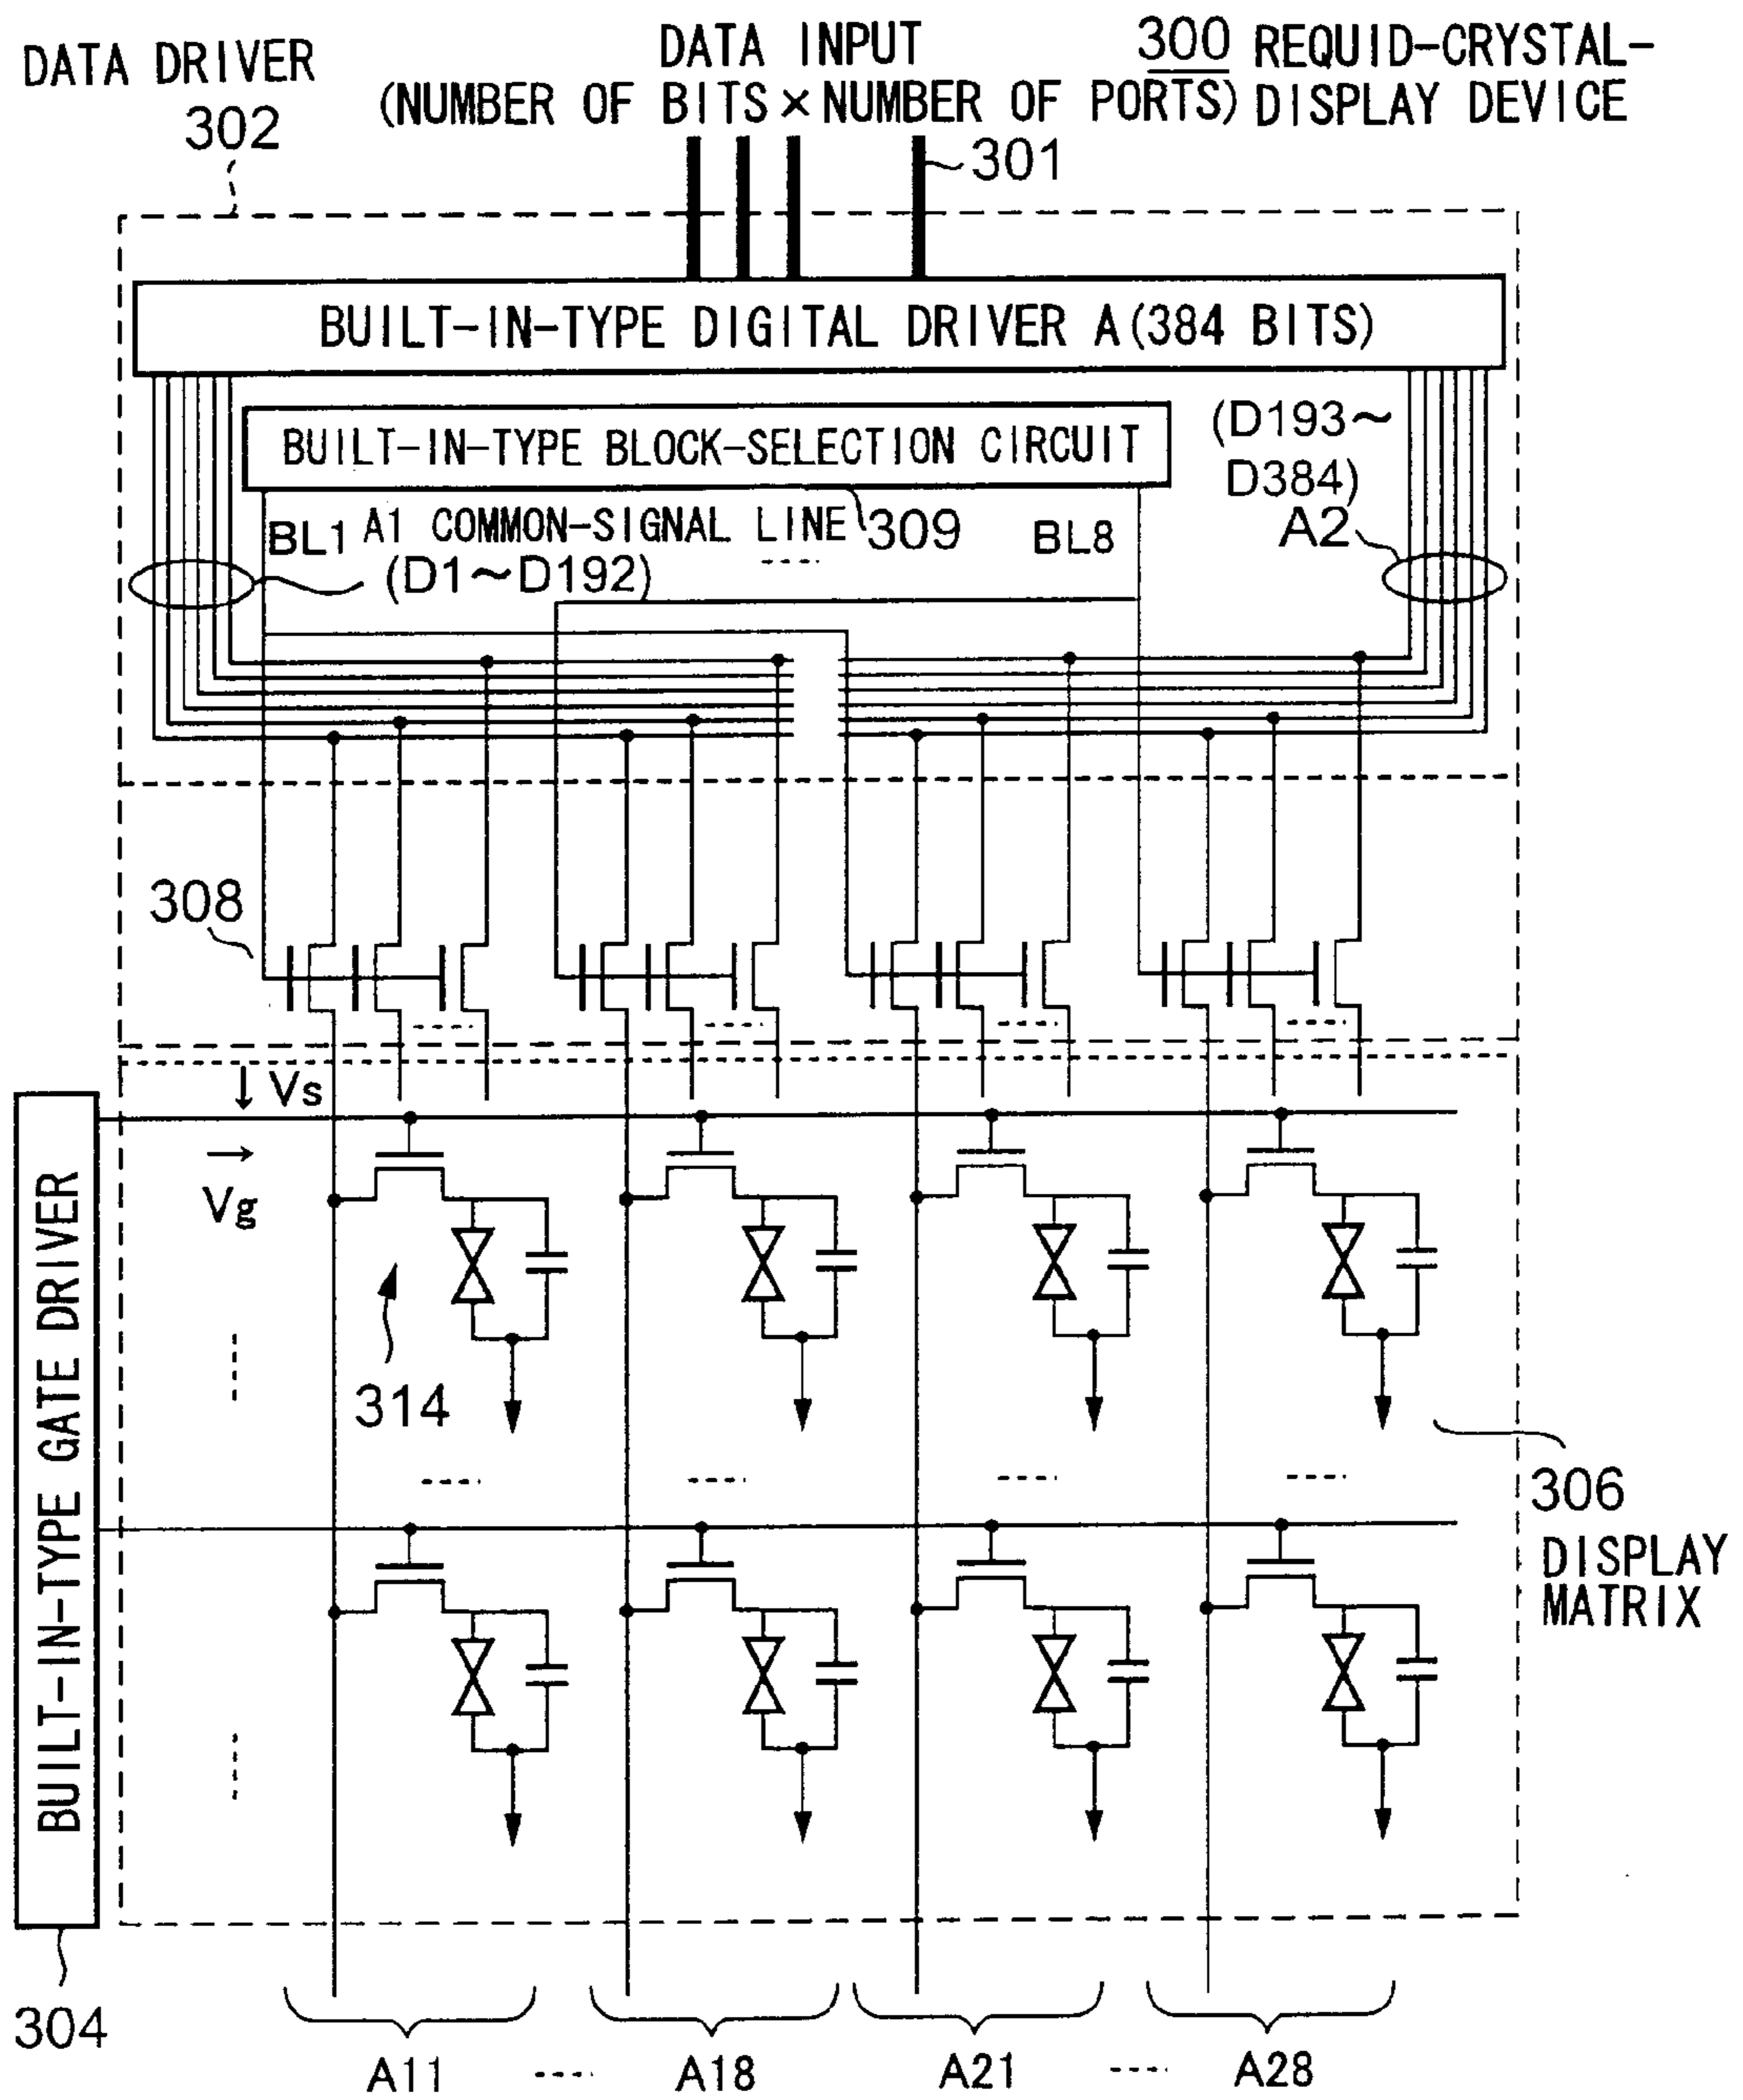 DATA DRIVER
302
DATA INPUT
(NUMBER OF BITS×NUMBER OF PORTS)
300 REQUID-CRYSTAL-
DISPLAY DEVICE
301
BUILT-IN-TYPE DIGITAL DRIVER A(384 BITS)
BUILT-IN-TYPE BLOCK-SELECTION CIRCUIT
(D193~
D384)
A2
BL1
A1 COMMON-SIGNAL LINE
(D1~D192)
309
BL8
308
Vs
Vg
314
BUILT-IN-TYPE GATE DRIVER
304
306
DISPLAY
MATRIX
A11
A18
A21
A28